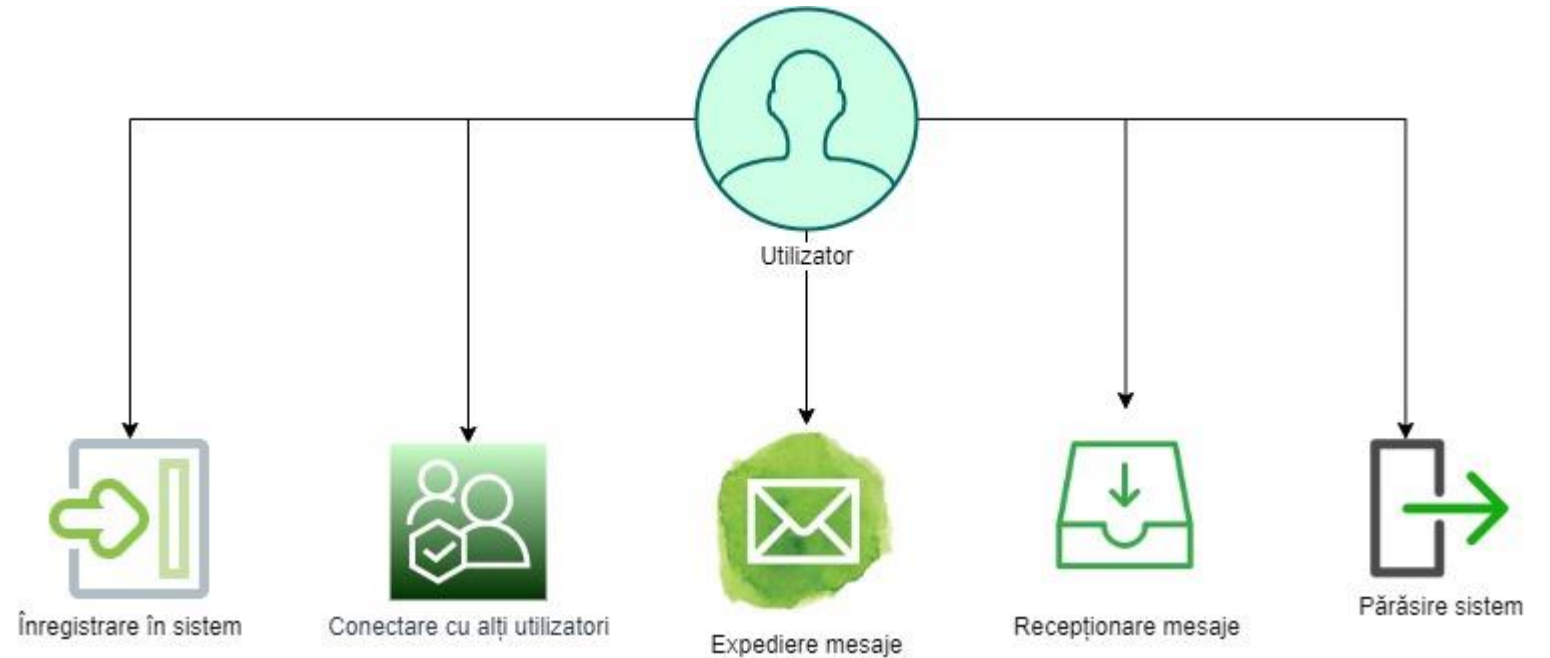 Utilizator
Înregistrare în sistem
Conectare cu alți utilizatori
Expediere mesaje
Recepționare mesaje
Părăsire sistem